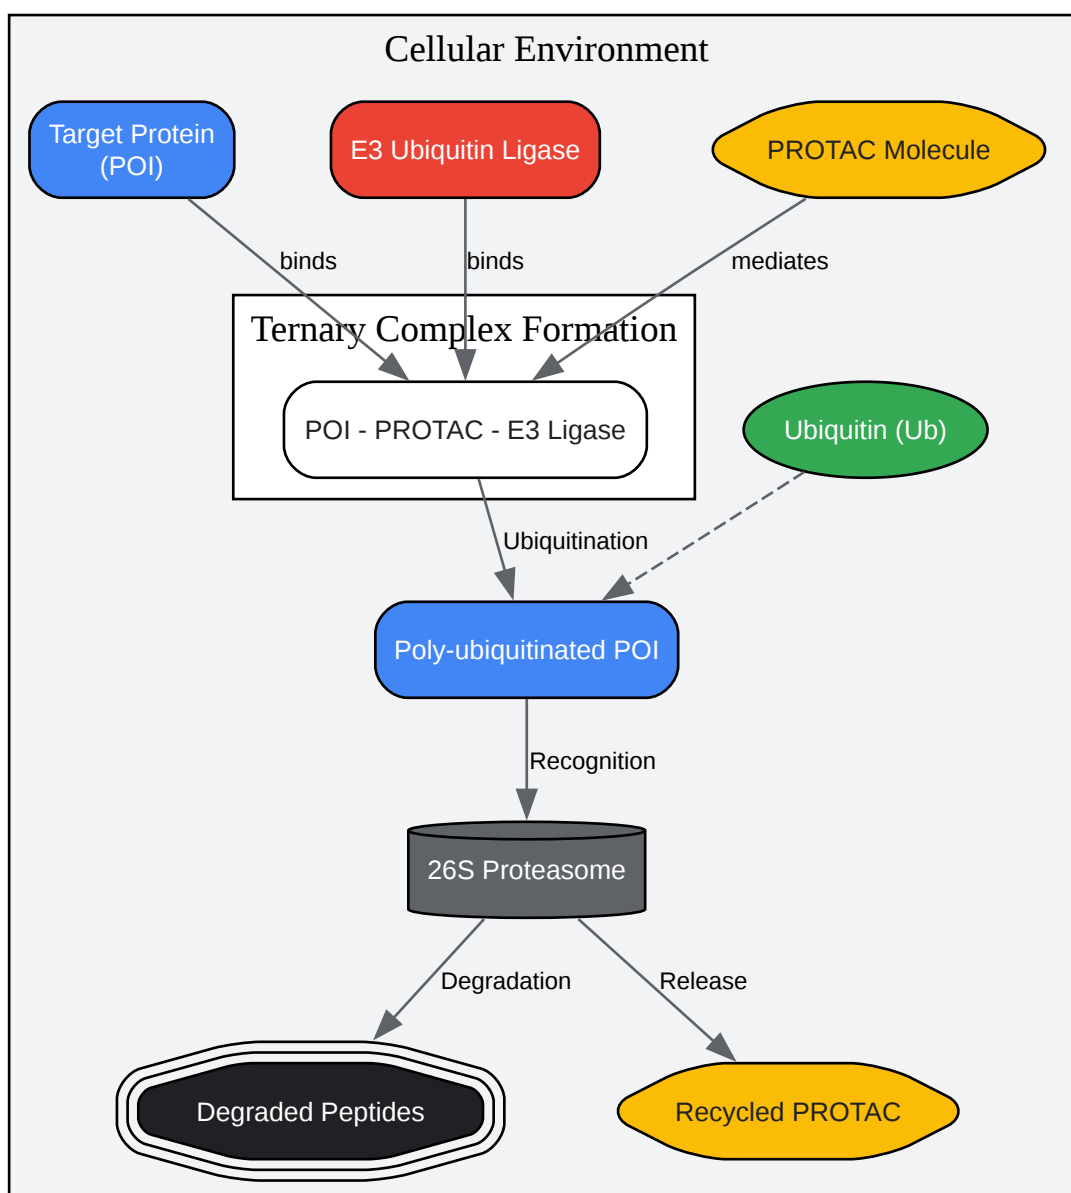 Cellular Environment
Target Protein
(POI)
E3 Ubiquitin Ligase
PROTAC Molecule
binds
binds
mediates
Ternary Complex Formation
POI - PROTAC - E3 Ligase
Ubiquitin (Ub)
Ubiquitination
Poly-ubiquitinated POI
Recognition
26S Proteasome
Degradation
Release
Degraded Peptides
Recycled PROTAC